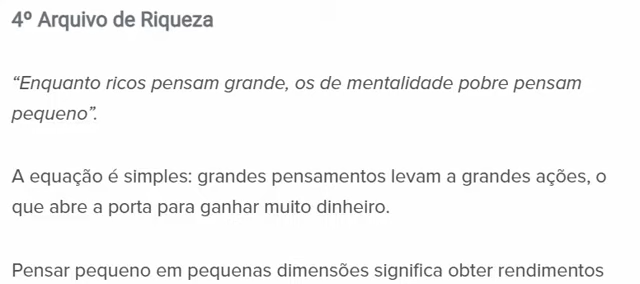 4º Arquivo de Riqueza
“Enquanto ricos pensam grande, os de mentalidade pobre pensam
pequeno”.
A equação é simples: grandes pensamentos levam a grandes ações, o
que abre a porta para ganhar muito dinheiro.
Pensar pequeno em pequenas dimensões significa obter rendimentos